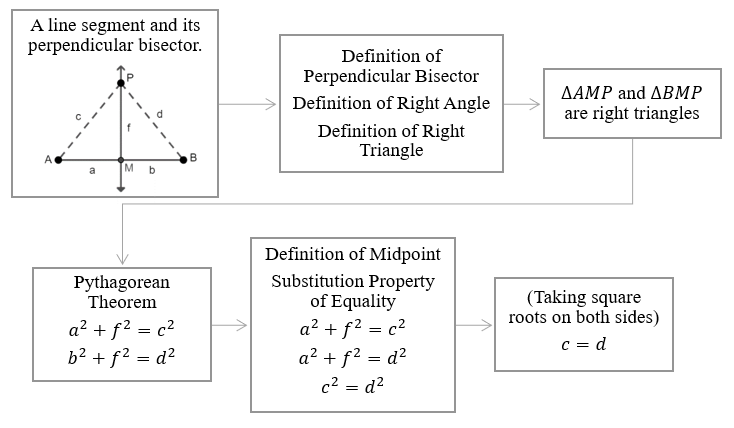 A line segment and its
perpendicular bisector.
P
c
d
f
A
B
M
a
b
Definition of
Perpendicular Bisector
Definition of Right Angle
Definition of Right
Triangle
Δ𝐴𝑀𝑃 and Δ𝐵𝑀𝑃
are right triangles
Pythagorean
Theorem
𝑎² + 𝑓² = 𝑐²
𝑏² + 𝑓² = 𝑑²
Definition of Midpoint
Substitution Property
of Equality
𝑎² + 𝑓² = 𝑐²
𝑎² + 𝑓² = 𝑑²
𝑐² = 𝑑²
(Taking square
roots on both sides)
𝑐 = 𝑑